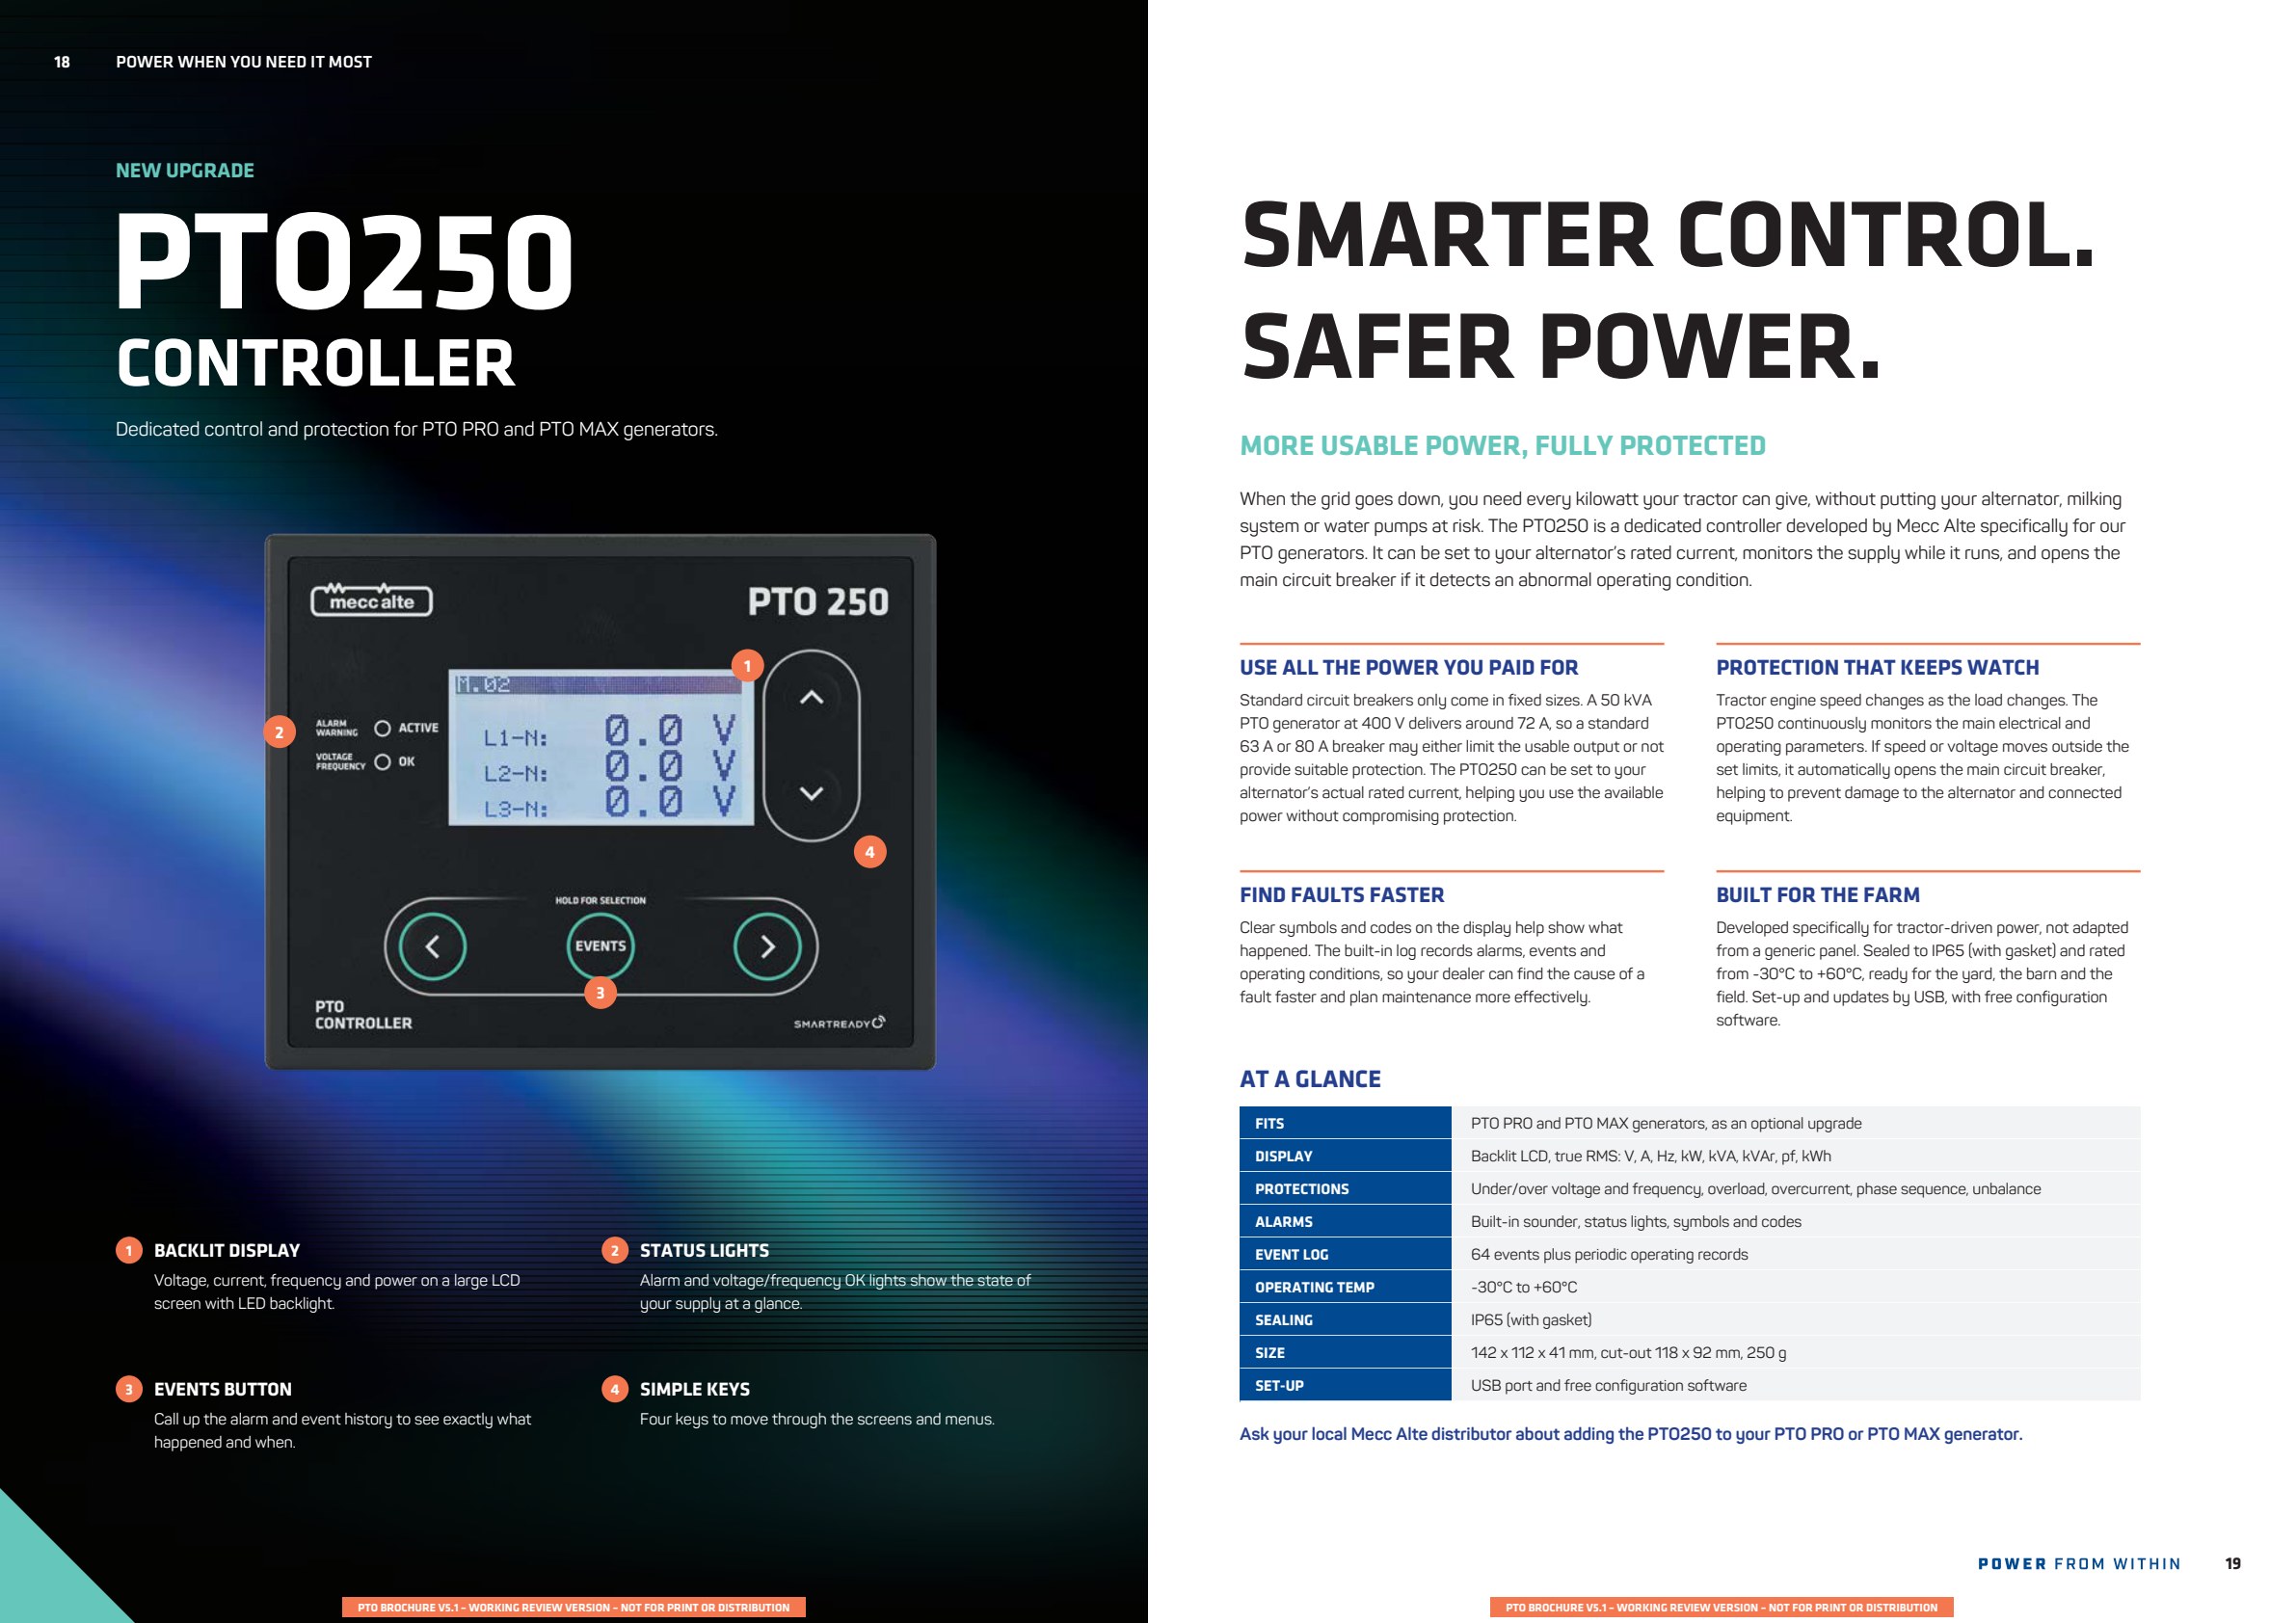 18 POWER WHEN YOU NEED IT MOST
NEW UPGRADE
PTO250
CONTROLLER
Dedicated control and protection for PTO PRO and PTO MAX generators.
mecc alte
PTO 250
1
M.02
2
ALARM
WARNING
ACTIVE
VOLTAGE
FREQUENCY
OK
L1-N: 0.0 V
L2-N: 0.0 V
L3-N: 0.0 V
4
HOLD FOR SELECTION
EVENTS
3
PTO
CONTROLLER
SMARTREADY
1 BACKLIT DISPLAY
Voltage, current, frequency and power on a large LCD
screen with LED backlight.
2 STATUS LIGHTS
Alarm and voltage/frequency OK lights show the state of
your supply at a glance.
3 EVENTS BUTTON
Call up the alarm and event history to see exactly what
happened and when.
4 SIMPLE KEYS
Four keys to move through the screens and menus.
PTO BROCHURE V5.1 – WORKING REVIEW VERSION – NOT FOR PRINT OR DISTRIBUTION
SMARTER CONTROL.
SAFER POWER.
MORE USABLE POWER, FULLY PROTECTED
When the grid goes down, you need every kilowatt your tractor can give, without putting your alternator, milking
system or water pumps at risk. The PTO250 is a dedicated controller developed by Mecc Alte specifically for our
PTO generators. It can be set to your alternator's rated current, monitors the supply while it runs, and opens the
main circuit breaker if it detects an abnormal operating condition.
USE ALL THE POWER YOU PAID FOR
Standard circuit breakers only come in fixed sizes. A 50 kVA
PTO generator at 400 V delivers around 72 A, so a standard
63 A or 80 A breaker may either limit the usable output or not
provide suitable protection. The PTO250 can be set to your
alternator's actual rated current, helping you use the available
power without compromising protection.
PROTECTION THAT KEEPS WATCH
Tractor engine speed changes as the load changes. The
PTO250 continuously monitors the main electrical and
operating parameters. If speed or voltage moves outside the
set limits, it automatically opens the main circuit breaker,
helping to prevent damage to the alternator and connected
equipment.
FIND FAULTS FASTER
Clear symbols and codes on the display help show what
happened. The built-in log records alarms, events and
operating conditions, so your dealer can find the cause of a
fault faster and plan maintenance more effectively.
BUILT FOR THE FARM
Developed specifically for tractor-driven power, not adapted
from a generic panel. Sealed to IP65 (with gasket) and rated
from -30°C to +60°C, ready for the yard, the barn and the
field. Set-up and updates by USB, with free configuration
software.
AT A GLANCE
FITS PTO PRO and PTO MAX generators, as an optional upgrade
DISPLAY Backlit LCD, true RMS: V, A, Hz, kW, kVA, kVAr, pf, kWh
PROTECTIONS Under/over voltage and frequency, overload, overcurrent, phase sequence, unbalance
ALARMS Built-in sounder, status lights, symbols and codes
EVENT LOG 64 events plus periodic operating records
OPERATING TEMP -30°C to +60°C
SEALING IP65 (with gasket)
SIZE 142 x 112 x 41 mm, cut-out 118 x 92 mm, 250 g
SET-UP USB port and free configuration software
Ask your local Mecc Alte distributor about adding the PTO250 to your PTO PRO or PTO MAX generator.
POWER FROM WITHIN 19
PTO BROCHURE V5.1 – WORKING REVIEW VERSION – NOT FOR PRINT OR DISTRIBUTION